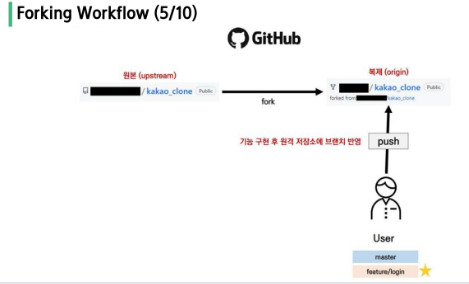 Forking Workflow (5/10)
GitHub
원본 (upstream)
/ kakao_clone Public
fork
복제 (origin)
/ kakao_clone Public
forked from kakao_clone
기능 구현 후 원격 저장소에 브랜치 반영
push
User
master
feature/login